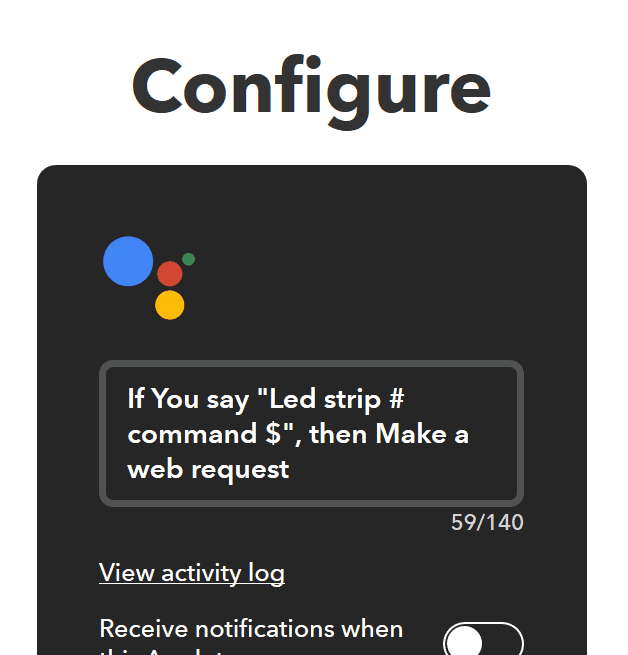 Configure
If You say "Led strip #
command $", then Make a
web request
59/140
View activity log
Receive notifications when